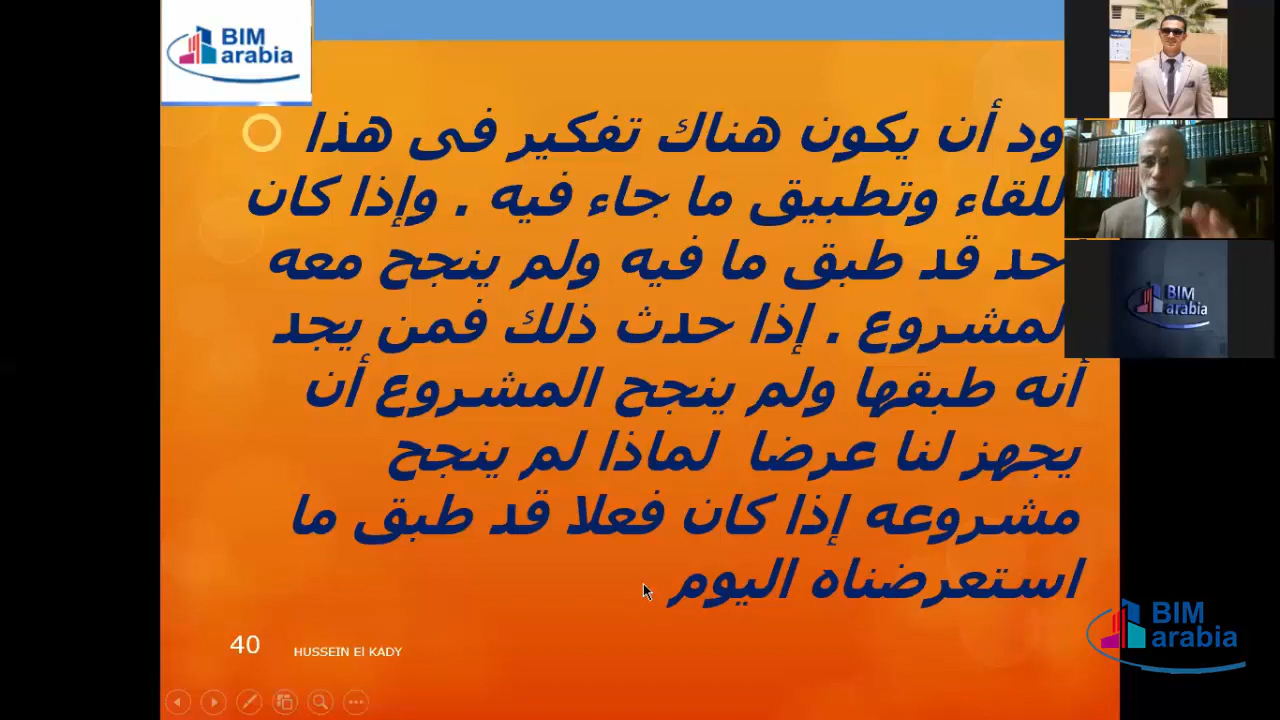 BIM
arabia
ود أن يكون هناك تفكير فى هذا
للقاء وتطبيق ما جاء فيه . وإذا كان
حد قد طبق ما فيه ولم ينجح معه
لمشروع . إذا حدث ذلك فمن يجد
أنه طبقها ولم ينجح المشروع أن
يجهز لنا عرضا لماذا لم ينجح
مشروعه إذا كان فعلا قد طبق ما
استعرضناه اليوم .
40
HUSSEIN El KADY
BIM
arabia
BIM
arabia